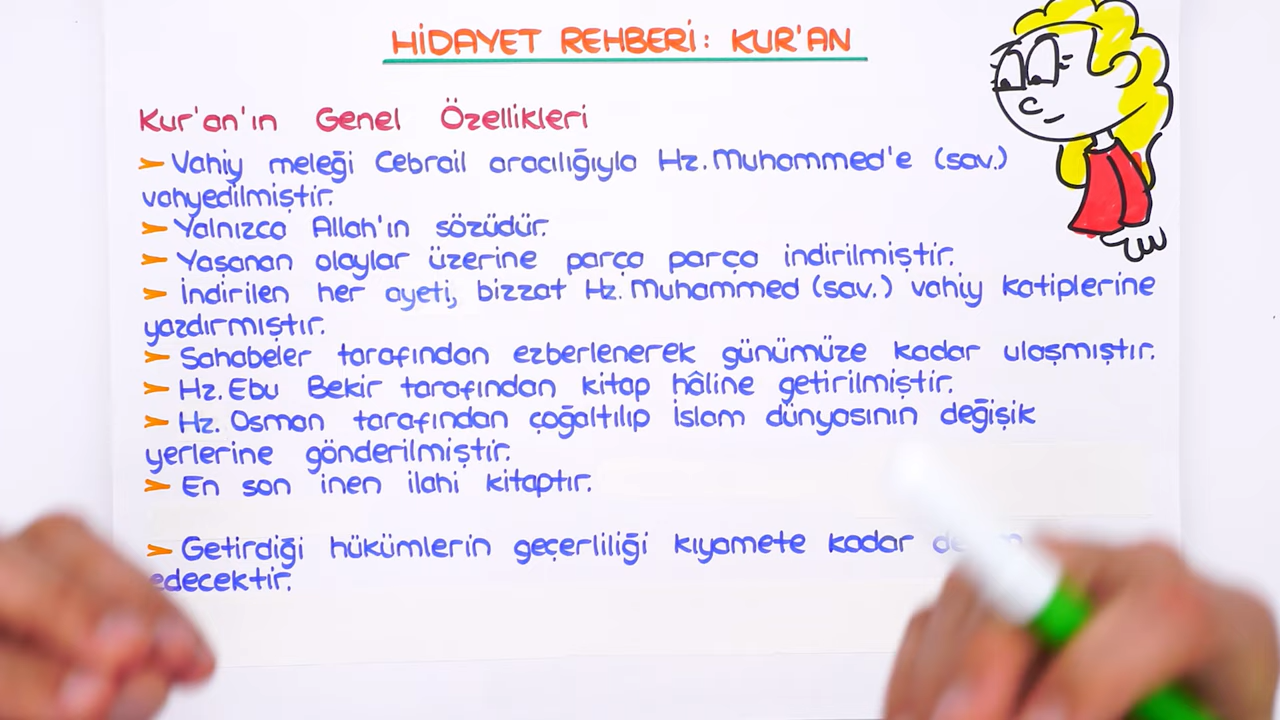 HİDAYET REHBERİ: KUR'AN
Kur'an'ın Genel Özellikleri
➤ Vahiy meleği Cebrail aracılığıyla Hz. Muhammed'e (sav.)
vahyedilmiştir.
➤ Yalnızca Allah'ın sözüdür.
➤ Yaşanan olaylar üzerine parça parça indirilmiştir.
➤ İndirilen her ayeti, bizzat Hz. Muhammed (sav.) vahiy katiplerine
yazdırmıştır.
➤ Sahabeler tarafından ezberlenerek günümüze kadar ulaşmıştır.
➤ Hz. Ebu Bekir tarafından kitap hâline getirilmiştir.
➤ Hz. Osman tarafından çoğaltılıp İslam dünyasının değişik
yerlerine gönderilmiştir.
➤ En son inen ilahi kitaptır.
➤ Getirdiği hükümlerin geçerliliği kıyamete kadar
edecektir.